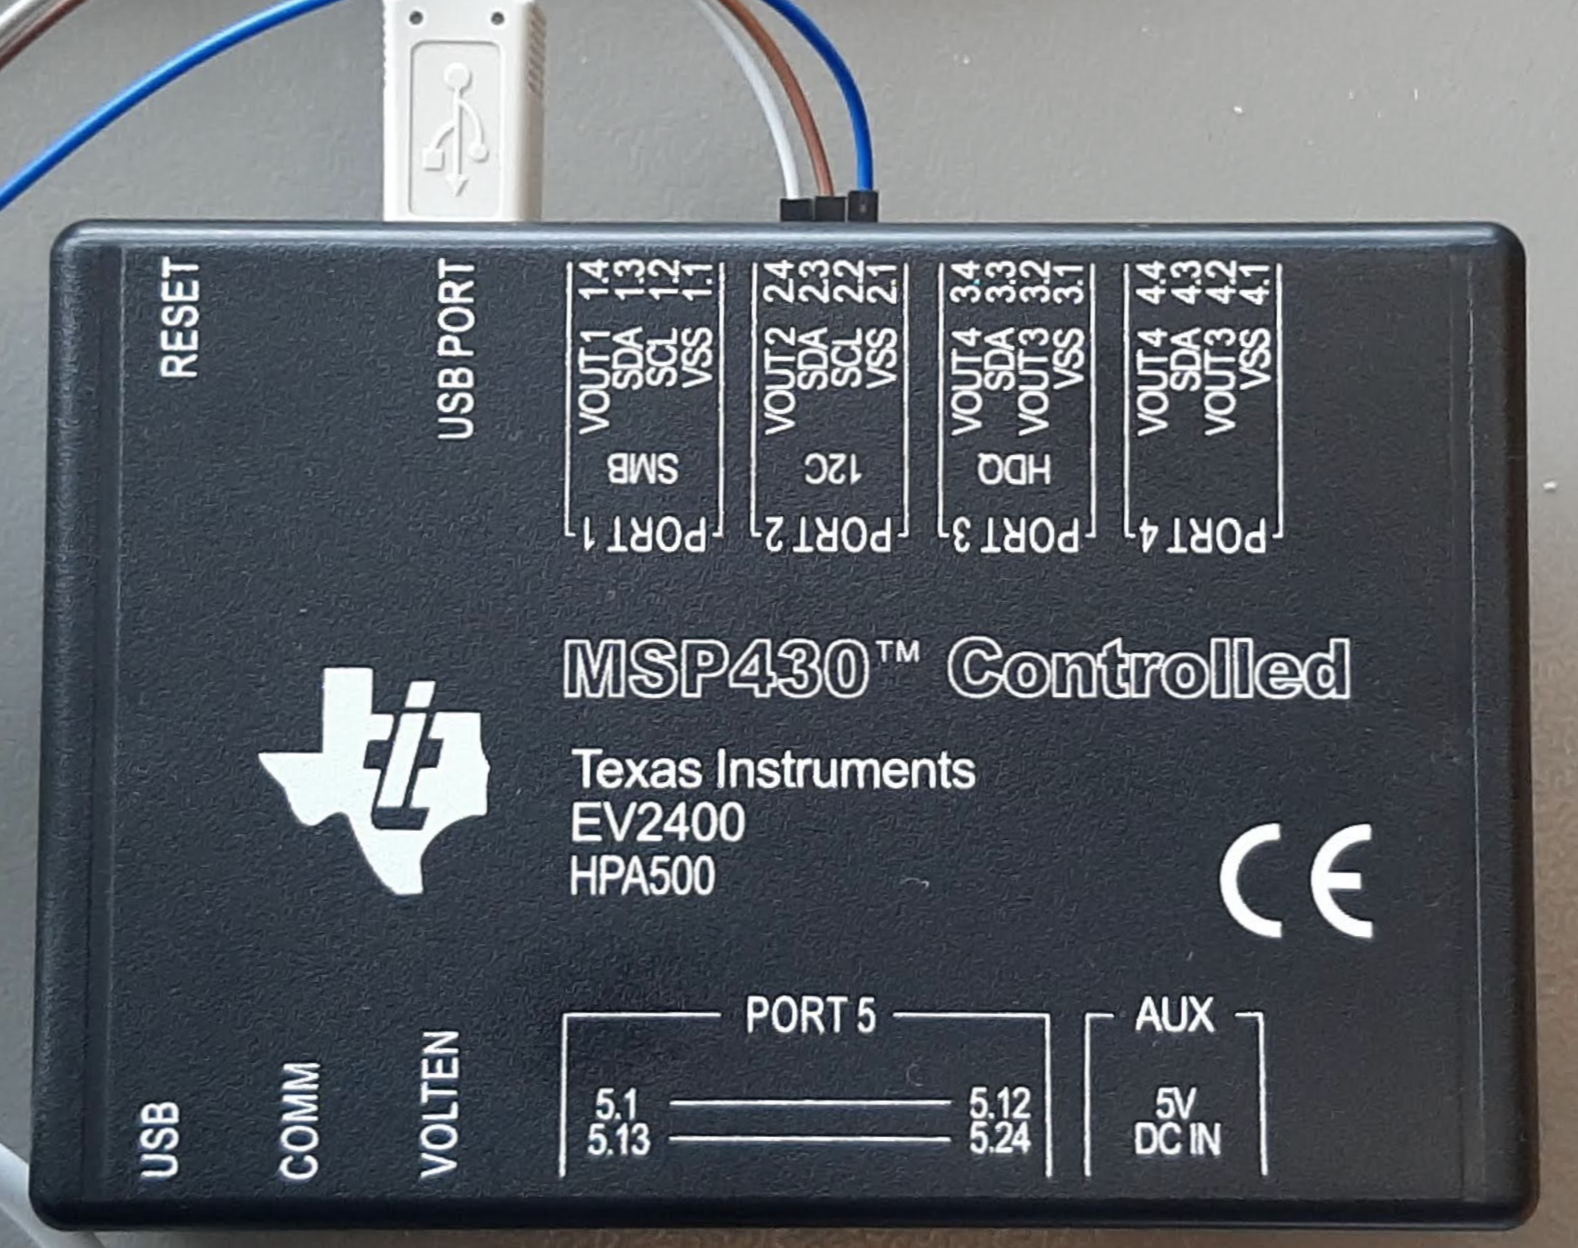 RESET
USB PORT
VOUT1 1.4
SDA 1.3
SCL 1.2
VSS 1.1
SMB
PORT 1
VOUT2 2.4
SDA 2.3
SCL 2.2
VSS 2.1
12C
PORT 2
VOUT4 3.4
SDA 3.3
VOUT3 3.2
VSS 3.1
HDQ
PORT 3
VOUT4 4.4
SDA 4.3
VOUT3 4.2
VSS 4.1
PORT 4
MSP430™ Controlled
Texas Instruments
EV2400
HPA500
CE
USB
COMM
VOLTEN
PORT 5
5.1 5.12
5.13 5.24
AUX
5V
DC IN